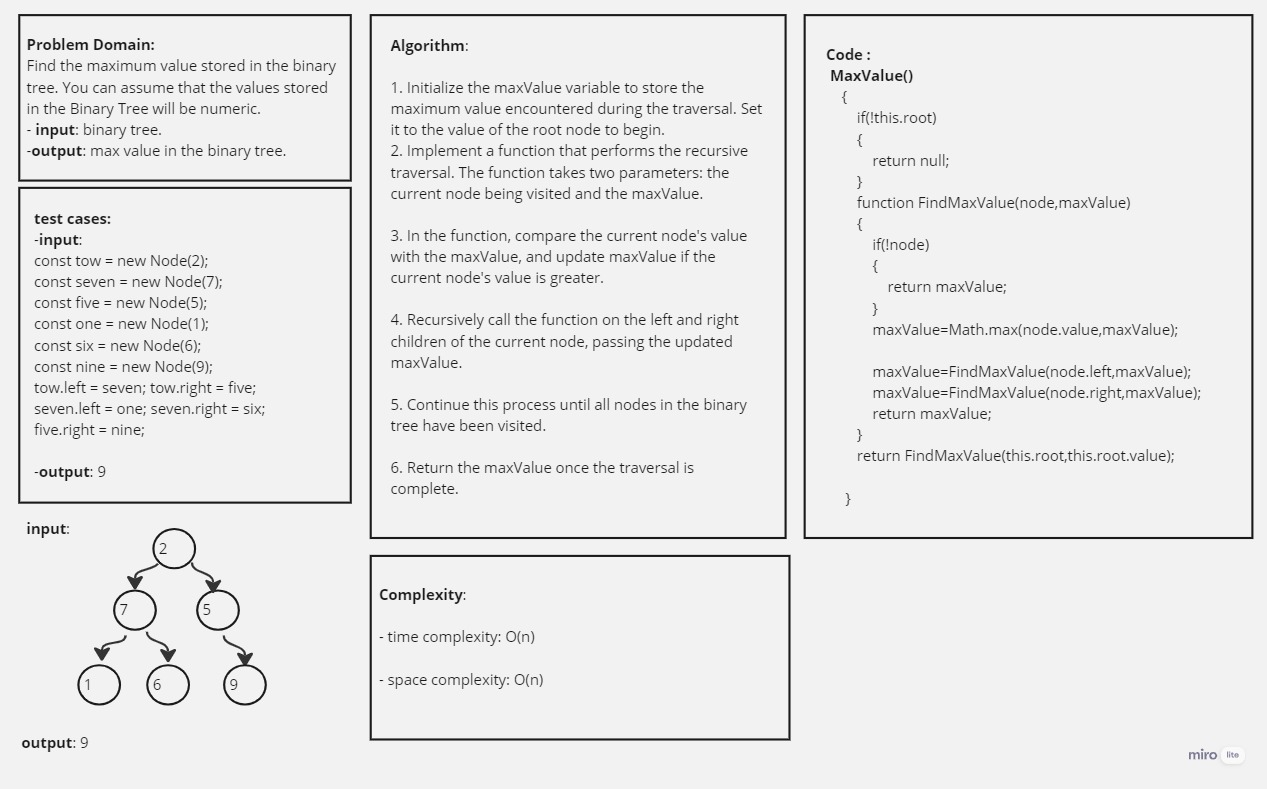 Problem Domain:
Find the maximum value stored in the binary
tree. You can assume that the values stored
in the Binary Tree will be numeric.
- input: binary tree.
-output: max value in the binary tree.
test cases:
-input:
const tow = new Node(2);
const seven = new Node(7);
const five = new Node(5);
const one = new Node(1);
const six = new Node(6);
const nine = new Node(9);
tow.left = seven; tow.right = five;
seven.left = one; seven.right = six;
five.right = nine;
-output: 9
input:
2
7 5
1 6 9
output: 9
Algorithm:
1. Initialize the maxValue variable to store the
maximum value encountered during the traversal. Set
it to the value of the root node to begin.
2. Implement a function that performs the recursive
traversal. The function takes two parameters: the
current node being visited and the maxValue.
3. In the function, compare the current node's value
with the maxValue, and update maxValue if the
current node's value is greater.
4. Recursively call the function on the left and right
children of the current node, passing the updated
maxValue.
5. Continue this process until all nodes in the binary
tree have been visited.
6. Return the maxValue once the traversal is
complete.
Complexity:
- time complexity: O(n)
- space complexity: O(n)
Code :
MaxValue()
{
if(!this.root)
{
return null;
}
function FindMaxValue(node,maxValue)
{
if(!node)
{
return maxValue;
}
maxValue=Math.max(node.value,maxValue);
maxValue=FindMaxValue(node.left,maxValue);
maxValue=FindMaxValue(node.right,maxValue);
return maxValue;
}
return FindMaxValue(this.root,this.root.value);
}
miro lite